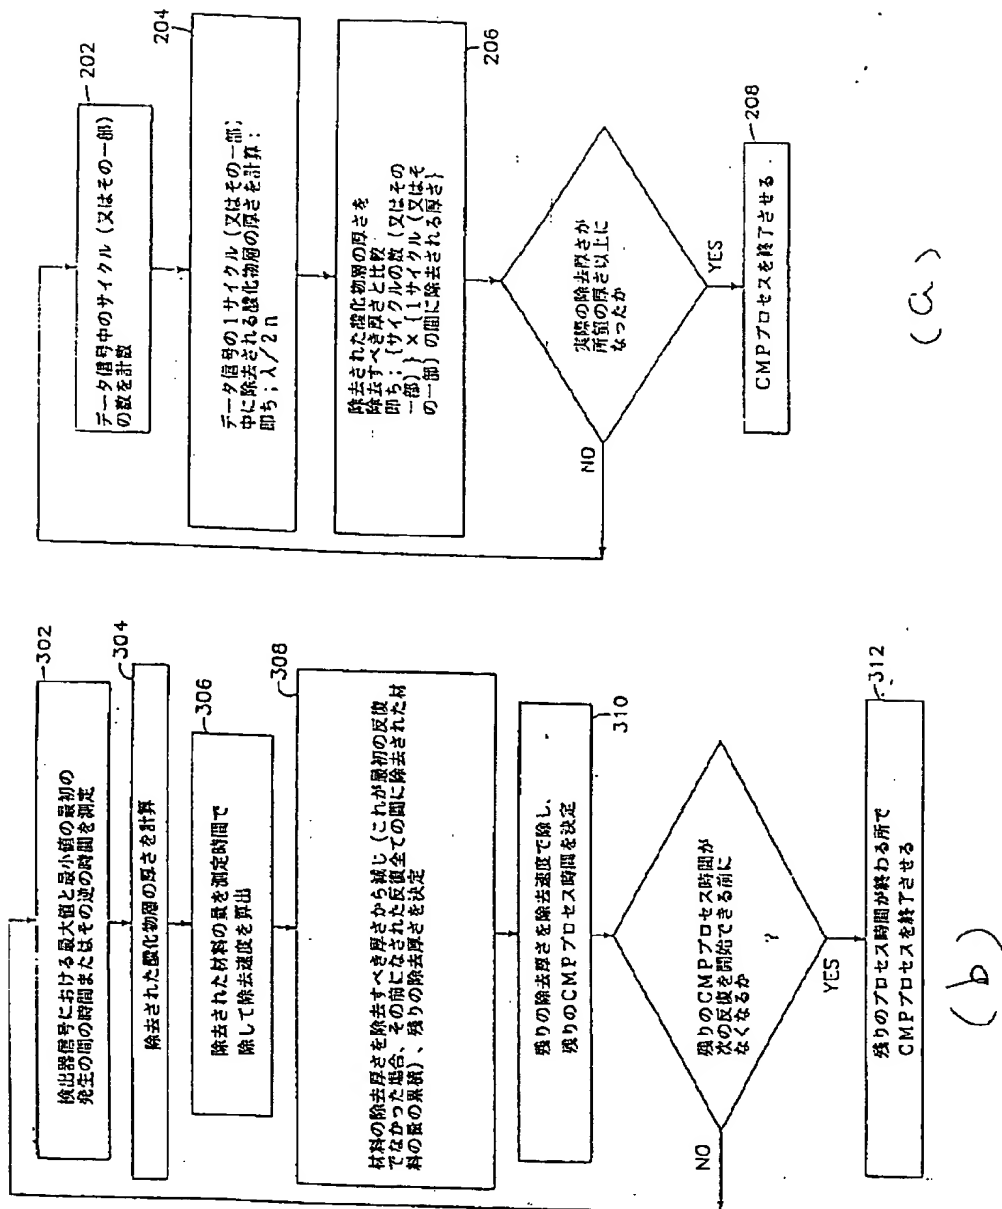 202
データ信号中のサイクル（又はその一部）
の数を計数
204
データ信号の1サイクル（又はその一部）
中に除去される酸化物層の厚さを計算：
即ち；λ/2n
206
除去された酸化物層の厚さを
除去すべき厚さと比較
即ち；{サイクルの数（又はその
一部）}×{1サイクル（又はそ
の一部）の間に除去される厚さ}
実際の除去厚さが
所望の厚さ以上に
なったか
NO
YES
208
CMPプロセスを終了させる
(a)
302
検出器信号における最大値と最小値の最初の
発生の間の時間またはその逆の時間を測定
304
除去された酸化物層の厚さを計算
306
除去された材料の量を測定時間で
除して除去速度を算出
308
材料の除去厚さを除去すべき厚さから減じ（これが最初の反復
でなかった場合、その前になされた反復全ての間に除去された材
料の量の累積）、残りの除去厚さを決定
310
残りの除去厚さを除去速度で除し、
残りのCMPプロセス時間を決定
残りのCMPプロセス時間が
次の反復を開始できる前に
なくなるか
?
NO
YES
312
残りのプロセス時間が終わる所で
CMPプロセスを終了させる
(b)